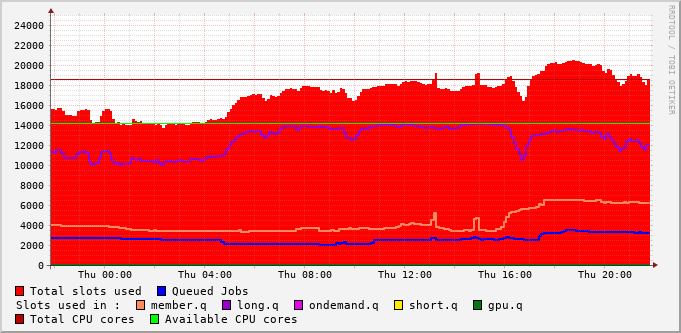 RRDTOOL / TOBI OETIKER
24000
22000
20000
18000
16000
14000
12000
10000
8000
6000
4000
2000
0
Thu 00:00 Thu 04:00 Thu 08:00 Thu 12:00 Thu 16:00 Thu 20:00
Total slots used Queued Jobs
Slots used in : member.q long.q ondemand.q short.q gpu.q
Total CPU cores Available CPU cores